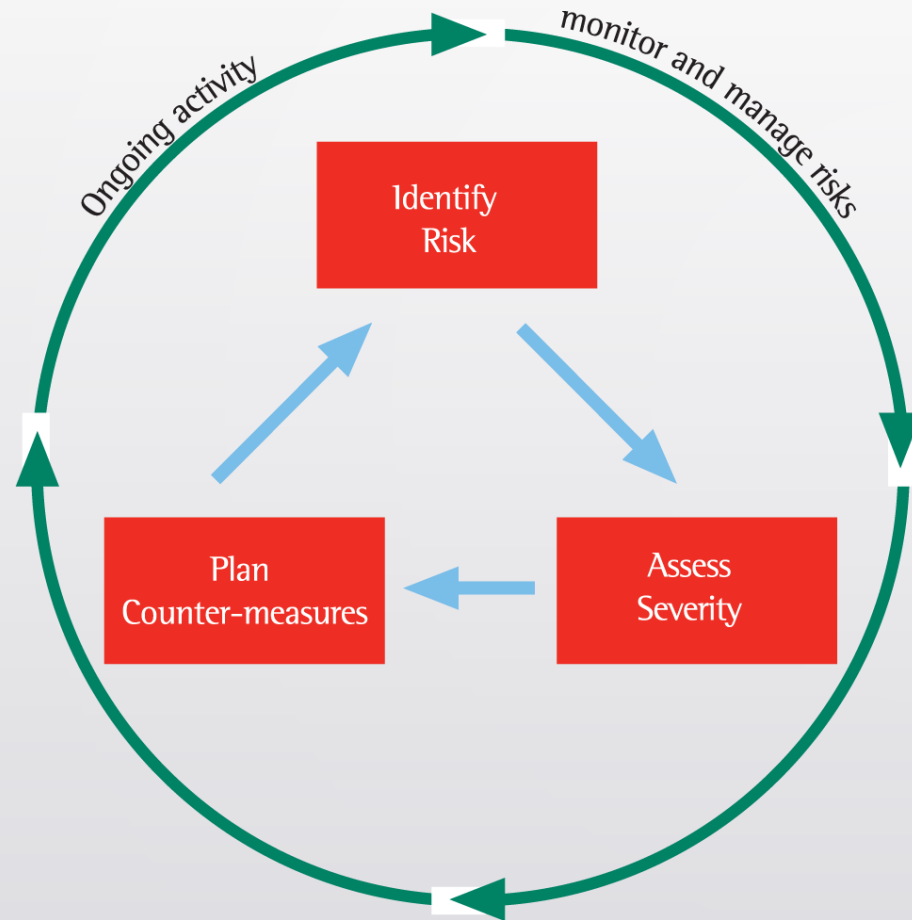 Ongoing activity
monitor and manage risks
Identify
Risk
Plan
Counter-measures
Assess
Severity